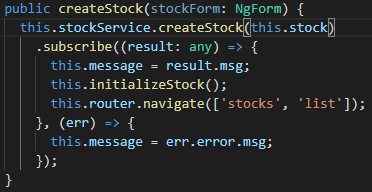 public createStock(stockForm: NgForm) {
  this.stockService.createStock(this.stock)
    .subscribe((result: any) => {
      this.message = result.msg;
      this.initializeStock();
      this.router.navigate(['stocks', 'list']);
    }, (err) => {
      this.message = err.error.msg;
    });
}